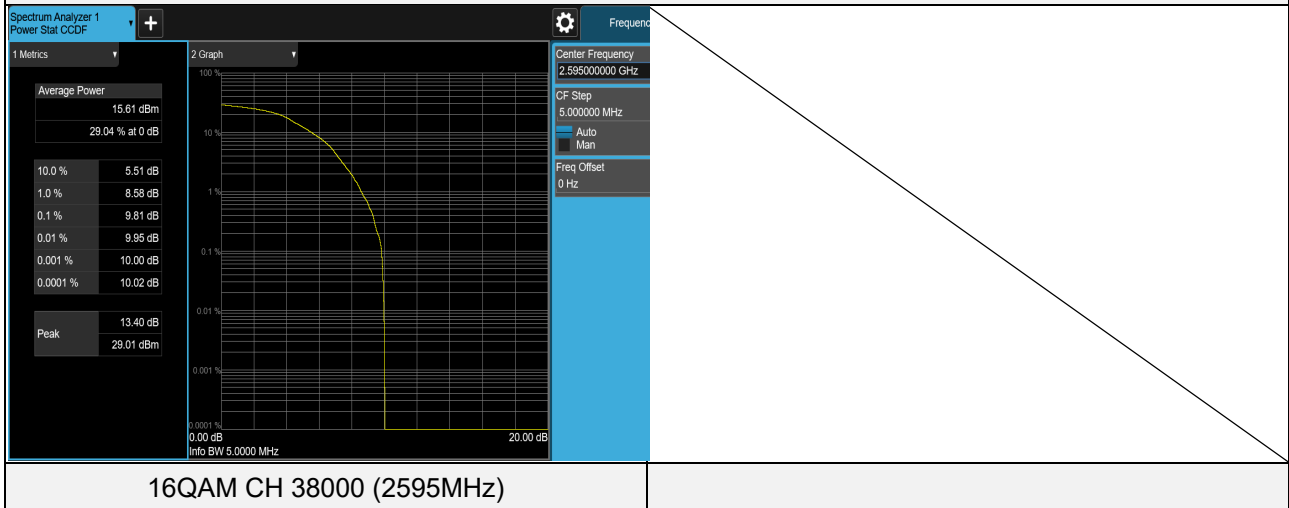 Spectrum Analyzer 1
Power Stat CCDF
+
Frequenc
1 Metrics
2 Graph
Average Power
15.61 dBm
29.04 % at 0 dB
10.0 % 5.51 dB
1.0 % 8.58 dB
0.1 % 9.81 dB
0.01 % 9.95 dB
0.001 % 10.00 dB
0.0001 % 10.02 dB
Peak 13.40 dB
29.01 dBm
100 %
10 %
1 %
0.1 %
0.01 %
0.001 %
0.0001 %
0.00 dB 20.00 dB
Info BW 5.0000 MHz
Center Frequency
2.595000000 GHz
CF Step
5.000000 MHz
Auto
Man
Freq Offset
0 Hz
16QAM CH 38000 (2595MHz)